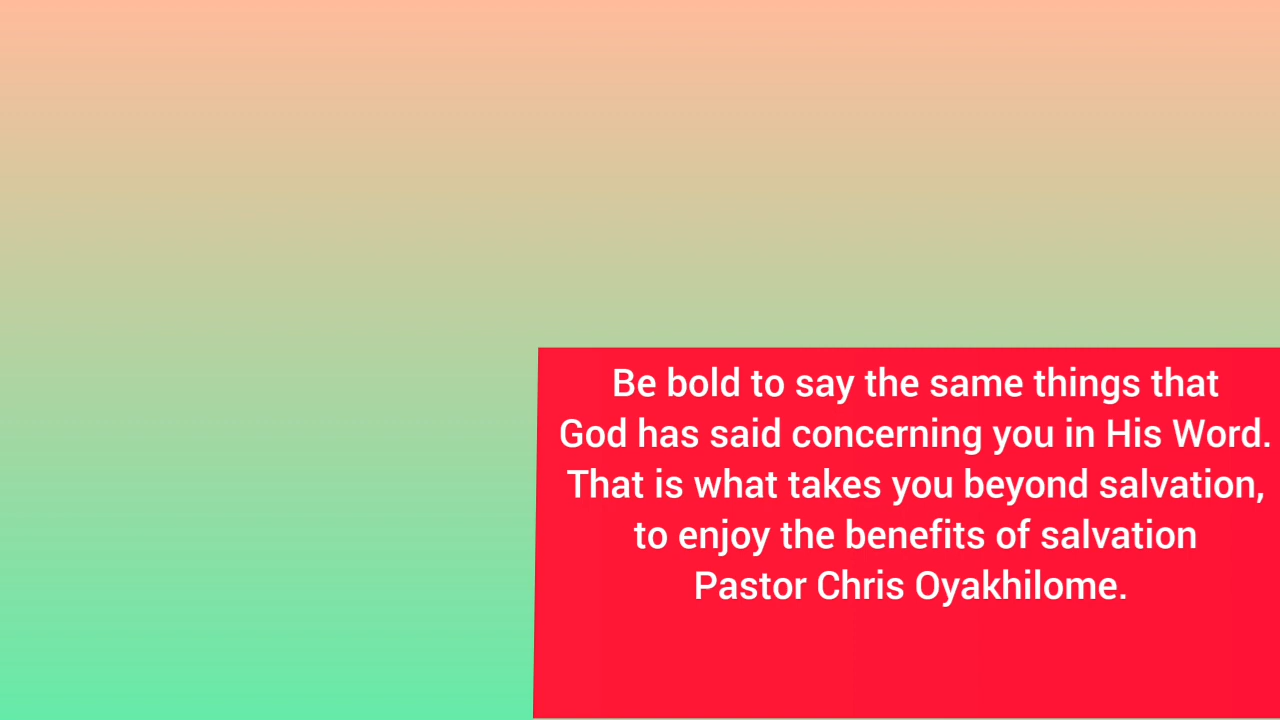 Be bold to say the same things that
God has said concerning you in His Word.
That is what takes you beyond salvation,
to enjoy the benefits of salvation
Pastor Chris Oyakhilome.